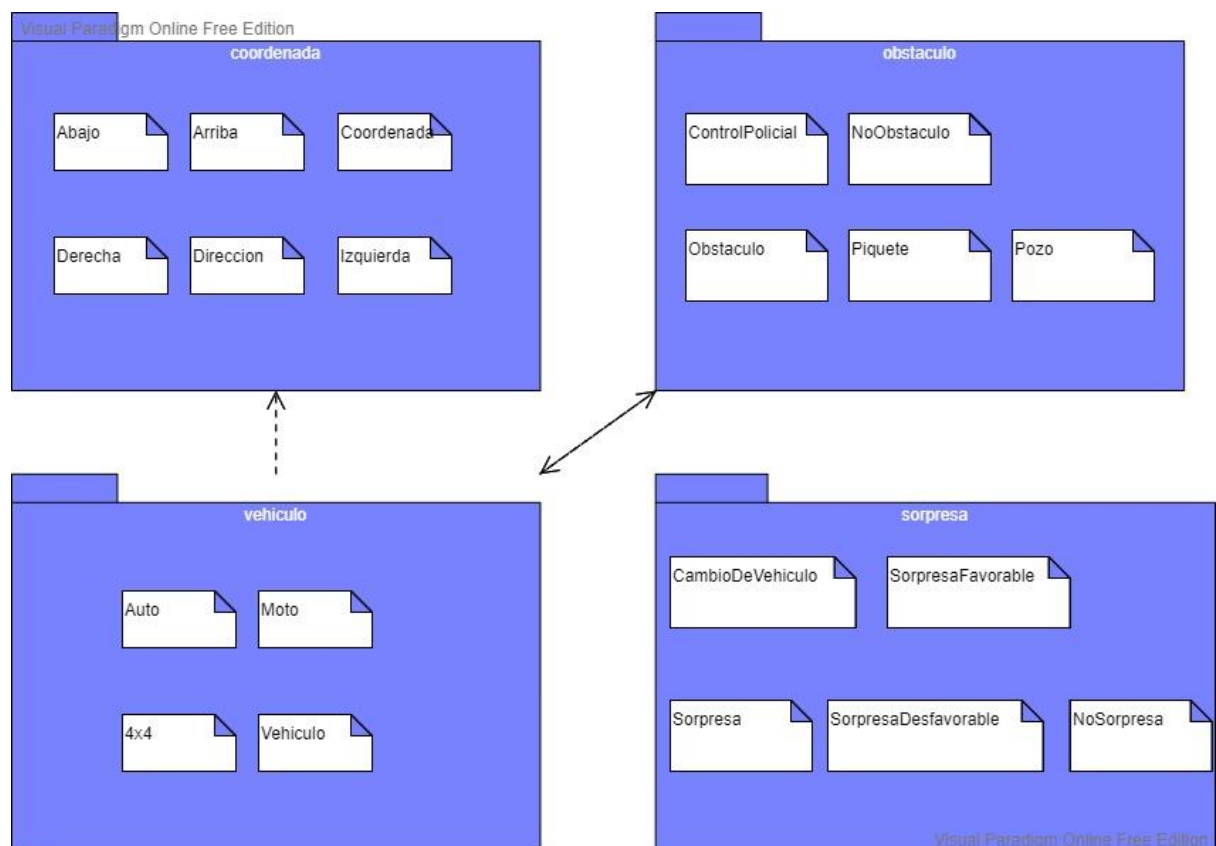 Visual Paradigm Online Free Edition
coordenada
Abajo
Arriba
Coordenada
Derecha
Direccion
Izquierda
obstaculo
ControlPolicial
NoObstaculo
Obstaculo
Piquete
Pozo
vehiculo
Auto
Moto
4x4
Vehiculo
sorpresa
CambioDeVehiculo
SorpresaFavorable
Sorpresa
SorpresaDesfavorable
NoSorpresa
Visual Paradigm Online Free Edition